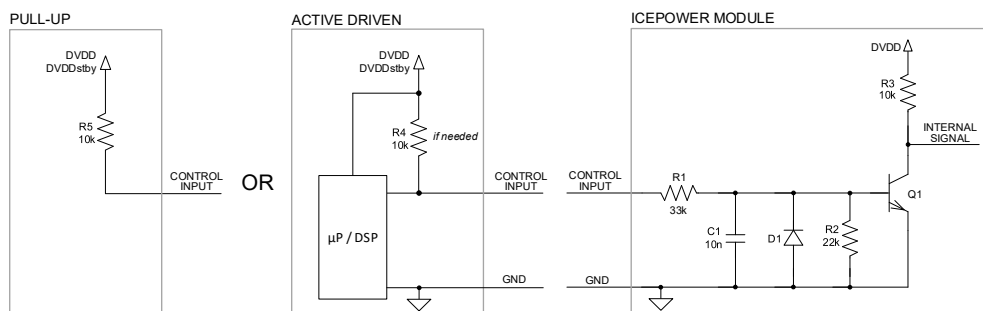 PULL-UP
DVDD
DVDDstby
R5
10k
CONTROL
INPUT
OR
ACTIVE DRIVEN
DVDD
DVDDstby
R4
10k
if needed
µP / DSP
CONTROL
INPUT
GND
ICEPOWER MODULE
CONTROL
INPUT
GND
R1
33k
C1
10n
D1
R2
22k
DVDD
R3
10k
INTERNAL
SIGNAL
Q1